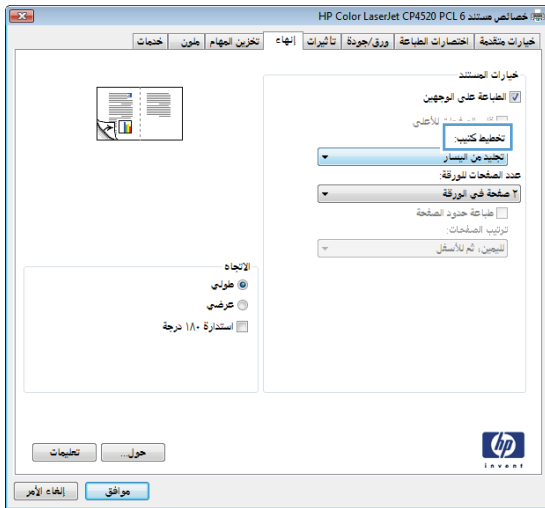 خصائص مستند HP Color LaserJet CP4520 PCL 6
خيارات متقدمة
اختصارات الطباعة
ورق/جودة
تأثيرات
إنهاء
تخزين المهام
ملون
خدمات
خيارات المستند
الطباعة على الوجهين
للأعلى
تخطيط كتيب:
تجليد من اليسار
عدد الصفحات للورقة:
٢ صفحة في الورقة
طباعة حدود الصفحة
ترتيب الصفحات:
لليمين، ثم للأسفل
الاتجاه
طولي
عرضي
استدارة ١٨٠ درجة
hp
invent
حول...
تعليمات
موافق
إلغاء الأمر